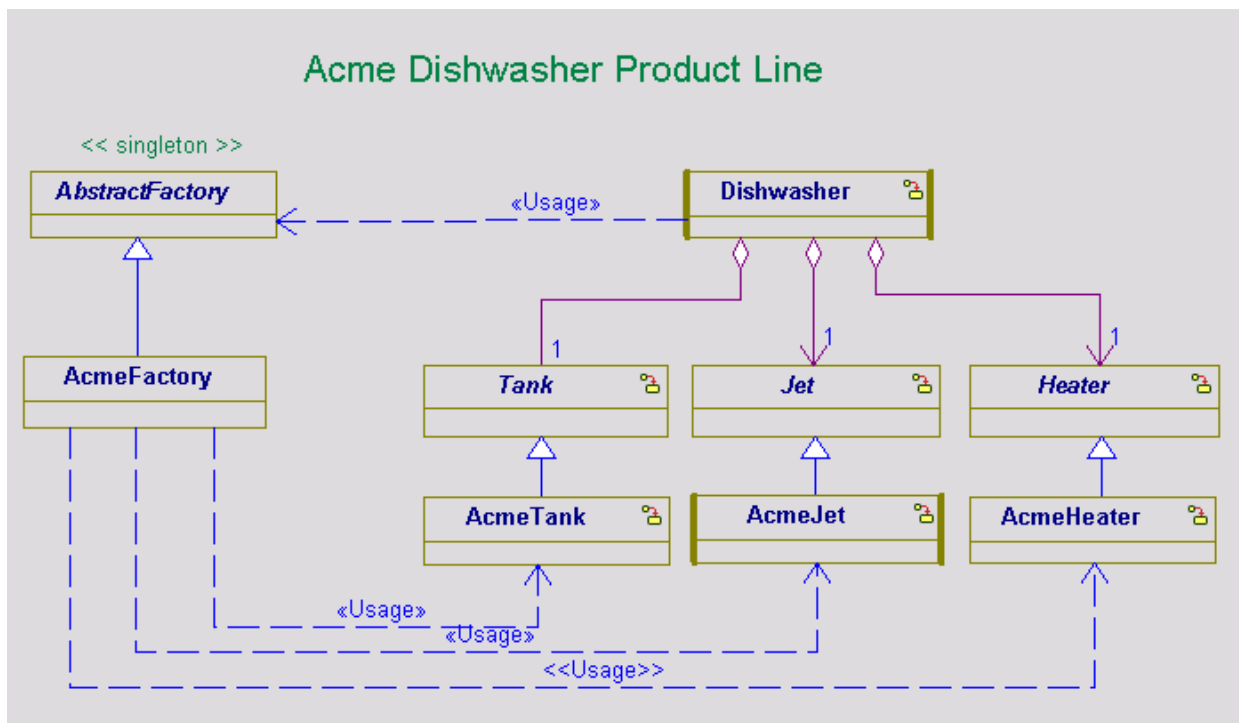 Acme Dishwasher Product Line
<< singleton >>
AbstractFactory
«Usage»
Dishwasher
1
1
1
AcmeFactory
Tank
Jet
Heater
AcmeTank
AcmeJet
AcmeHeater
«Usage»
«Usage»
<<Usage>>